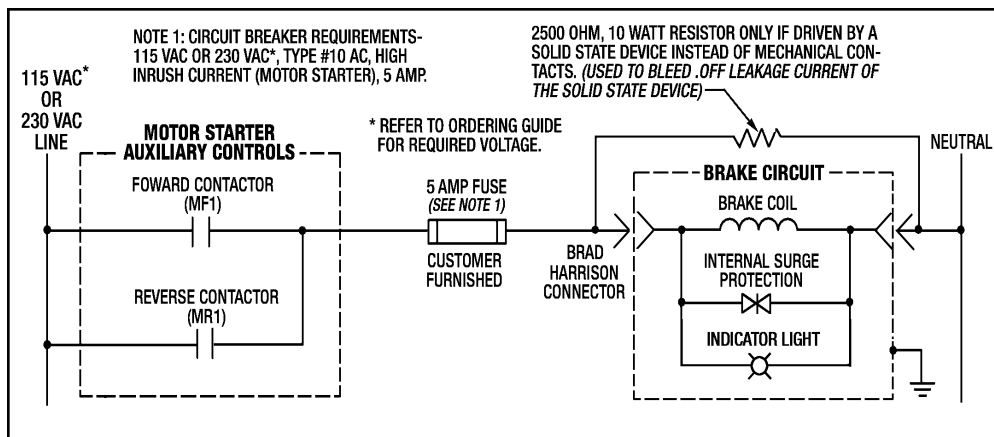 NOTE 1: CIRCUIT BREAKER REQUIREMENTS-
115 VAC OR 230 VAC*, TYPE #10 AC, HIGH
INRUSH CURRENT (MOTOR STARTER), 5 AMP.
2500 OHM, 10 WATT RESISTOR ONLY IF DRIVEN BY A
SOLID STATE DEVICE INSTEAD OF MECHANICAL CON-
TACTS. (USED TO BLEED .OFF LEAKAGE CURRENT OF
THE SOLID STATE DEVICE)
115 VAC*
OR
230 VAC
LINE
MOTOR STARTER
AUXILIARY CONTROLS
* REFER TO ORDERING GUIDE
FOR REQUIRED VOLTAGE.
NEUTRAL
FOWARD CONTACTOR
(MF1)
5 AMP FUSE
(SEE NOTE 1)
CUSTOMER
FURNISHED
BRAKE CIRCUIT
BRAKE COIL
BRAD
HARRISON
CONNECTOR
INTERNAL SURGE
PROTECTION
REVERSE CONTACTOR
(MR1)
INDICATOR LIGHT